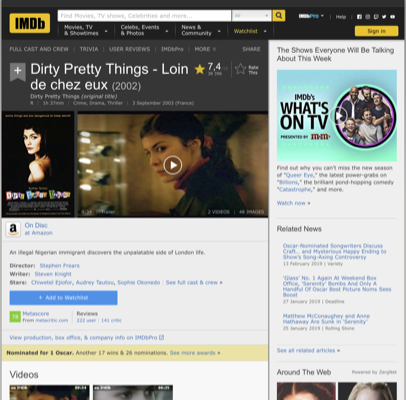 IMDb
Find Movies, TV shows, Celebrities and more...
All
IMDbPro
Help
Movies, TV
& Showtimes
Celebs, Events
& Photos
News &
Community
Watchlist
Sign in
FULL CAST AND CREW | TRIVIA | USER REVIEWS | IMDbPro | MORE
SHARE
Dirty Pretty Things - Loin
de chez eux (2002)
7,4
Rate
This
Dirty Pretty Things (original title)
R | 1h 37min | Crime, Drama, Thriller | 3 September 2003 (France)
Trailer
2 VIDEOS | 48 IMAGES
On Disc
at Amazon
An illegal Nigerian immigrant discovers the unpalatable side of London life.
Director: Stephen Frears
Writer: Steven Knight
Stars: Chiwetel Ejiofor, Audrey Tautou, Sophie Okonedo | See full cast & crew »
+ Add to Watchlist
Metascore
From metacritic.com
Reviews
222 user | 141 critic
View production, box office, & company info on IMDbPro
Nominated for 1 Oscar. Another 17 wins & 26 nominations. See more awards »
Videos
The Shows Everyone Will Be Talking
About This Week
IMDb's
WHAT'S
ON TV
PRESENTED BY M&M'S
Find out why you can't miss the new season
of "Queer Eye," the latest power-grabs on
"Billions," the brilliant pond-hopping comedy
"Catastrophe," and more.
Watch now »
Related News
Oscar-Nominated Songwriters Discuss
Craft... and Mysterious Happy Ending to
Show's Song-Axing Controversy
13 February 2019 | Variety
'Glass' No. 1 Again At Weekend Box
Office, 'Serenity' Bombs And Only A
Handful Of Oscar Best Picture Noms Sees
Boost
27 January 2019 | Deadline
Matthew McConaughey and Anne
Hathaway Are Sunk in 'Serenity'
25 January 2019 | Rolling Stone
See all related articles »
Around The Web
Powered by ZergNet